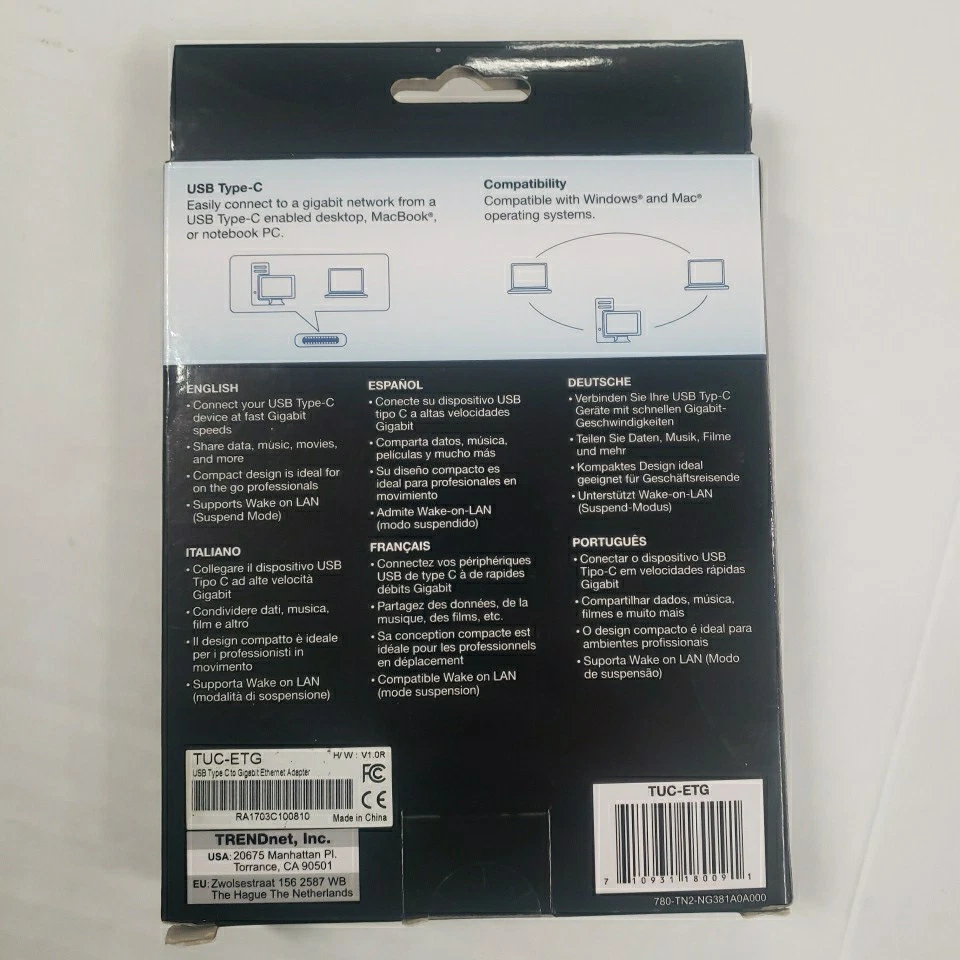 USB Type-C
Easily connect to a gigabit network from a
USB Type-C enabled desktop, MacBook®,
or notebook PC.
Compatibility
Compatible with Windows® and Mac®
operating systems.
ENGLISH
• Connect your USB Type-C
device at fast Gigabit
speeds
• Share data, music, movies,
and more
• Compact design is ideal for
on the go professionals
• Supports Wake on LAN
(Suspend Mode)
ESPAÑOL
• Conecte su dispositivo USB
tipo C a altas velocidades
Gigabit
• Comparta datos, música,
películas y mucho más
• Su diseño compacto es
ideal para profesionales en
movimiento
• Admite Wake-on-LAN
(modo suspendido)
DEUTSCHE
• Verbinden Sie Ihre USB Typ-C
Geräte mit schnellen Gigabit-
Geschwindigkeiten
• Teilen Sie Daten, Musik, Filme
und mehr
• Kompaktes Design ideal
geeignet für Geschäftsreisende
• Unterstützt Wake-on-LAN
(Suspend-Modus)
ITALIANO
• Collegare il dispositivo USB
Tipo C ad alte velocità
Gigabit
• Condividere dati, musica,
film e altro
• Il design compatto è ideale
per i professionisti in
movimento
• Supporta Wake on LAN
(modalità di sospensione)
FRANÇAIS
• Connectez vos périphériques
USB de type C à de rapides
débits Gigabit
• Partagez des données, de la
musique, des films, etc.
• Sa conception compacte est
idéale pour les professionnels
en déplacement
• Compatible Wake on LAN
(mode suspension)
PORTUGUÊS
• Conectar o dispositivo USB
Tipo-C em velocidades rápidas
Gigabit
• Compartilhar dados, música,
filmes e muito mais
• O design compacto é ideal para
ambientes profissionais
• Suporta Wake on LAN (Modo
de suspensão)
TUC-ETG
H/W : V1.0R
USB Type C to Gigabit Ethernet Adapter
FC
CE
RA1703C100810
Made in China
TRENDnet, Inc.
USA: 20675 Manhattan Pl.
Torrance, CA 90501
EU: Zwolsestraat 156 2587 WB
The Hague The Netherlands
TUC-ETG
7 10931 18009 1
780-TN2-NG381A0A000